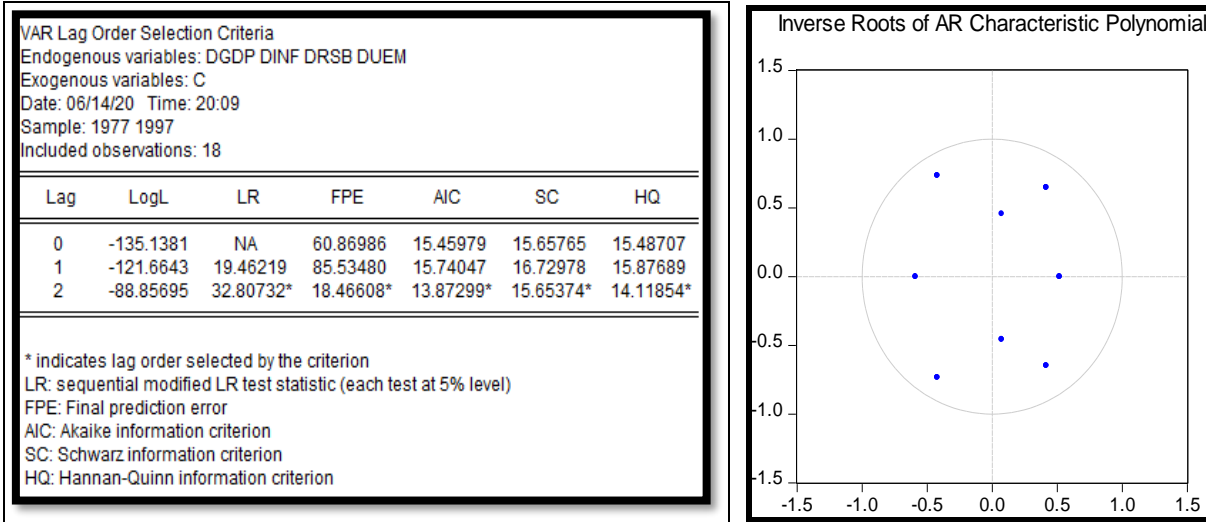 VAR Lag Order Selection Criteria
Endogenous variables: DGDP DINF DRSB DUEM
Exogenous variables: C
Date: 06/14/20 Time: 20:09
Sample: 1977 1997
Included observations: 18
Lag LogL LR FPE AIC SC HQ
0 -135.1381 NA 60.86986 15.45979 15.65765 15.48707
1 -121.6643 19.46219 85.53480 15.74047 16.72978 15.87689
2 -88.85695 32.80732* 18.46608* 13.87299* 15.65374* 14.11854*
* indicates lag order selected by the criterion
LR: sequential modified LR test statistic (each test at 5% level)
FPE: Final prediction error
AIC: Akaike information criterion
SC: Schwarz information criterion
HQ: Hannan-Quinn information criterion
Inverse Roots of AR Characteristic Polynomial
1.5
1.0
0.5
0.0
-0.5
-1.0
-1.5
-1.5 -1.0 -0.5 0.0 0.5 1.0 1.5